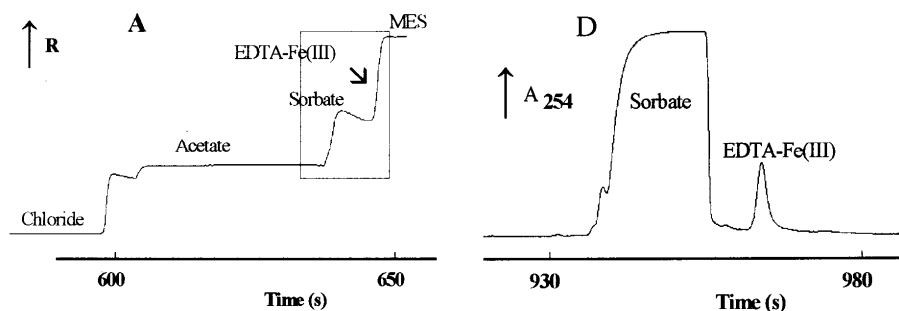 A
MES
R
EDTA-Fe(III)
Sorbate
Acetate
Chloride
600
650
Time (s)
D
A 254
Sorbate
EDTA-Fe(III)
930
980
Time (s)